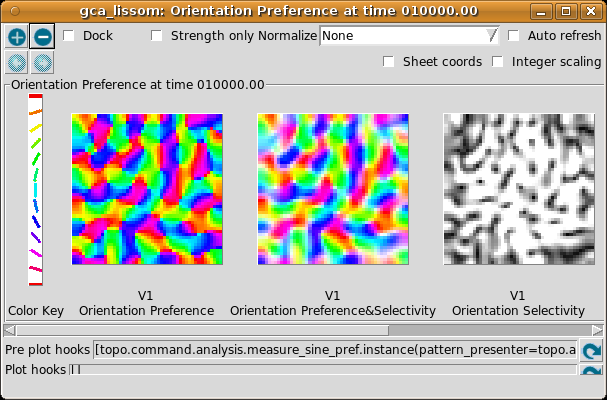 gca_lissom: Orientation Preference at time 010000.00
Dock
Strength only
Normalize
None
Auto refresh
Sheet coords
Integer scaling
Orientation Preference at time 010000.00
Color Key
V1
Orientation Preference
V1
Orientation Preference&Selectivity
V1
Orientation Selectivity
Pre plot hooks
[topo.command.analysis.measure_sine_pref.instance(pattern_presenter=topo.a
Plot hooks
[]